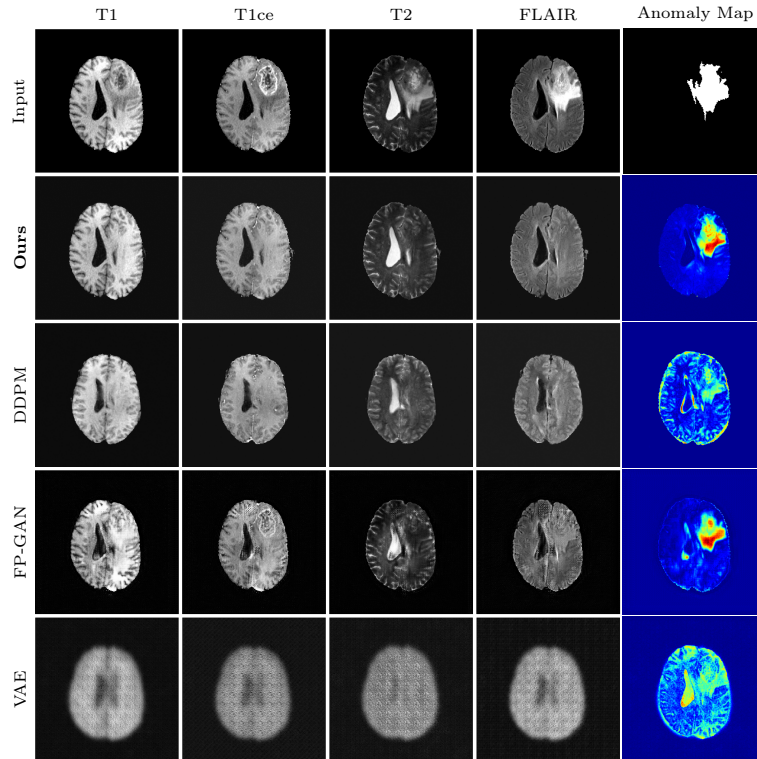 T1 T1ce T2 FLAIR Anomaly Map
Input
Ours
DDPM
FP-GAN
VAE